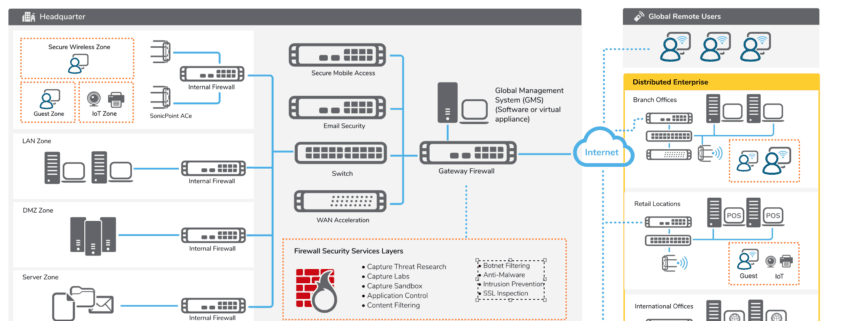 Headquarter
Secure Wireless Zone
Guest Zone
IoT Zone
SonicPoint ACe
Internal Firewall
LAN Zone
Internal Firewall
DMZ Zone
Internal Firewall
Server Zone
Internal Firewall
Secure Mobile Access
Email Security
Switch
WAN Acceleration
Global Management
System (GMS)
(Software or virtual
appliance)
Gateway Firewall
Firewall Security Services Layers
• Capture Threat Research
• Capture Labs
• Capture Sandbox
• Application Control
• Content Filtering
• Botnet Filtering
• Anti-Malware
• Intrusion Prevention
• SSL Inspection
Internet
Global Remote Users
Distributed Enterprise
Branch Offices
Retail Locations
POS
POS
Guest
IoT
International Offices